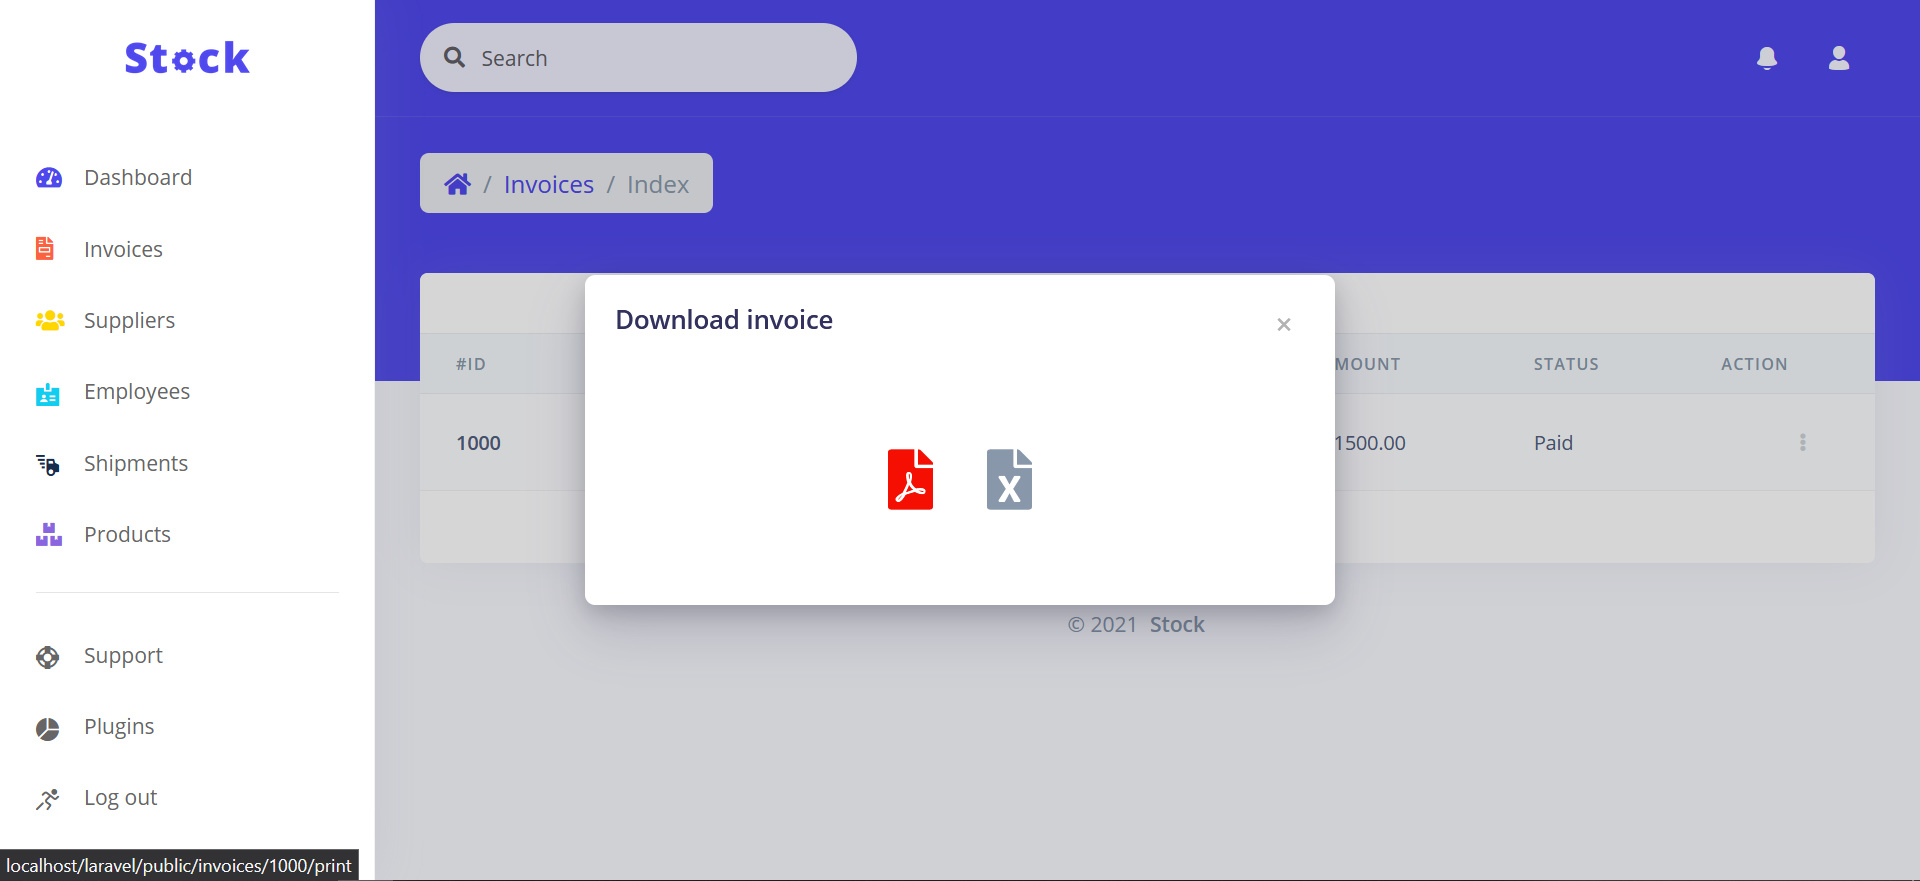 Stock
Dashboard
Invoices
Suppliers
Employees
Shipments
Products
Support
Plugins
Log out
localhost/laravel/public/invoices/1000/print
Search
/ Invoices / Index
Download invoice
×
#ID MOUNT STATUS ACTION
1000 1500.00 Paid
© 2021 Stock